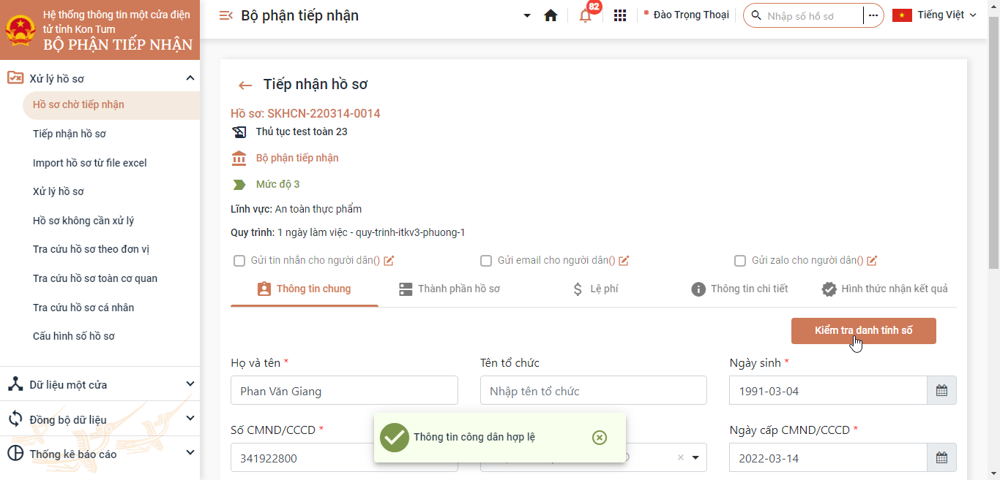 Hệ thống thông tin một cửa điện
tử tỉnh Kon Tum
BỘ PHẬN TIẾP NHẬN
Bộ phận tiếp nhận
82
Đào Trọng Thoại
Nhập số hồ sơ
Tiếng Việt
Xử lý hồ sơ
Hồ sơ chờ tiếp nhận
Tiếp nhận hồ sơ
Import hồ sơ từ file excel
Xử lý hồ sơ
Hồ sơ không cần xử lý
Tra cứu hồ sơ theo đơn vị
Tra cứu hồ sơ toàn cơ quan
Tra cứu hồ sơ cá nhân
Cấu hình số hồ sơ
Dữ liệu một cửa
Đồng bộ dữ liệu
Thống kê báo cáo
Tiếp nhận hồ sơ
Hồ sơ: SKHCN-220314-0014
Thủ tục test toàn 23
Bộ phận tiếp nhận
Mức độ 3
Lĩnh vực: An toàn thực phẩm
Quy trình: 1 ngày làm việc - quy-trinh-itkv3-phuong-1
Gửi tin nhắn cho người dân() Gửi email cho người dân() Gửi zalo cho người dân()
Thông tin chung Thành phần hồ sơ Lệ phí Thông tin chi tiết Hình thức nhận kết quả
Kiểm tra danh tính số
Họ và tên * Tên tổ chức Ngày sinh *
Phan Văn Giang Nhập tên tổ chức 1991-03-04
Số CMND/CCCD * Ngày cấp CMND/CCCD *
Thông tin công dân hợp lệ
341922800 2022-03-14